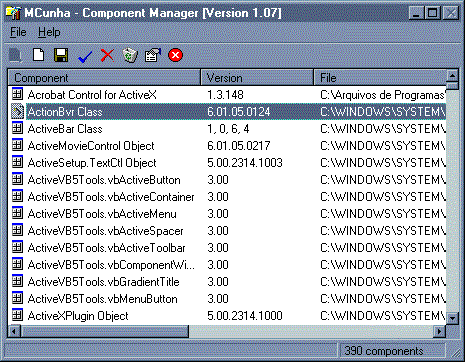 MCunha - Component Manager [Version 1.07]
File Help
Component Version File
Acrobat Control for ActiveX 1.3.148 C:\Arquivos de Programas\
ActionBvr Class 6.01.05.0124 C:\WINDOWS\SYSTEM\
ActiveBar Class 1, 0, 6, 4 C:\WINDOWS\SYSTEM\
ActiveMovieControl Object 6.01.05.0217 C:\WINDOWS\SYSTEM\
ActiveSetup.TextCtl Object 5.00.2314.1003 C:\WINDOWS\SYSTEM\
ActiveVB5Tools.vbActiveButton 3.00 C:\WINDOWS\SYSTEM\
ActiveVB5Tools.vbActiveContainer 3.00 C:\WINDOWS\SYSTEM\
ActiveVB5Tools.vbActiveMenu 3.00 C:\WINDOWS\SYSTEM\
ActiveVB5Tools.vbActiveSpacer 3.00 C:\WINDOWS\SYSTEM\
ActiveVB5Tools.vbActiveToolbar 3.00 C:\WINDOWS\SYSTEM\
ActiveVB5Tools.vbComponentWi... 3.00 C:\WINDOWS\SYSTEM\
ActiveVB5Tools.vbGradientTitle 3.00 C:\WINDOWS\SYSTEM\
ActiveVB5Tools.vbMenuButton 3.00 C:\WINDOWS\SYSTEM\
ActiveXPlugin Object 5.00.2314.1000 C:\WINDOWS\SYSTEM\
390 components